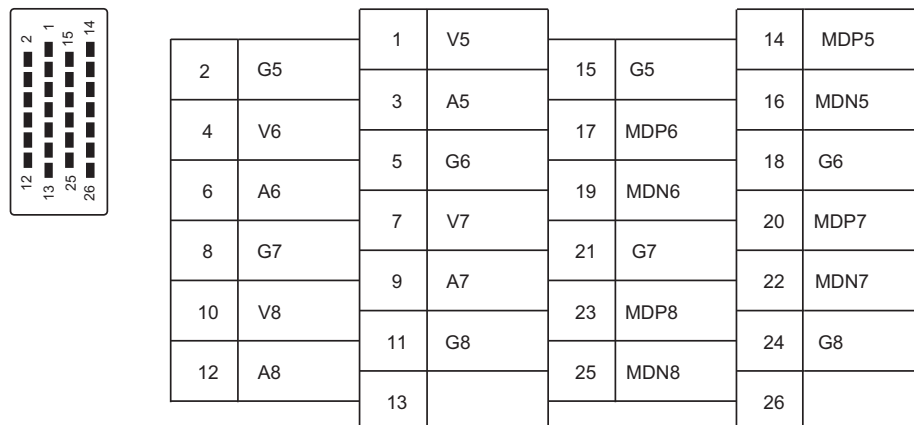 2 1 15 14
12 13 25 26
1 V5
14 MDP5
2 G5
15 G5
3 A5
16 MDN5
4 V6
17 MDP6
5 G6
18 G6
6 A6
19 MDN6
7 V7
20 MDP7
8 G7
21 G7
9 A7
22 MDN7
10 V8
23 MDP8
11 G8
24 G8
12 A8
25 MDN8
13
26